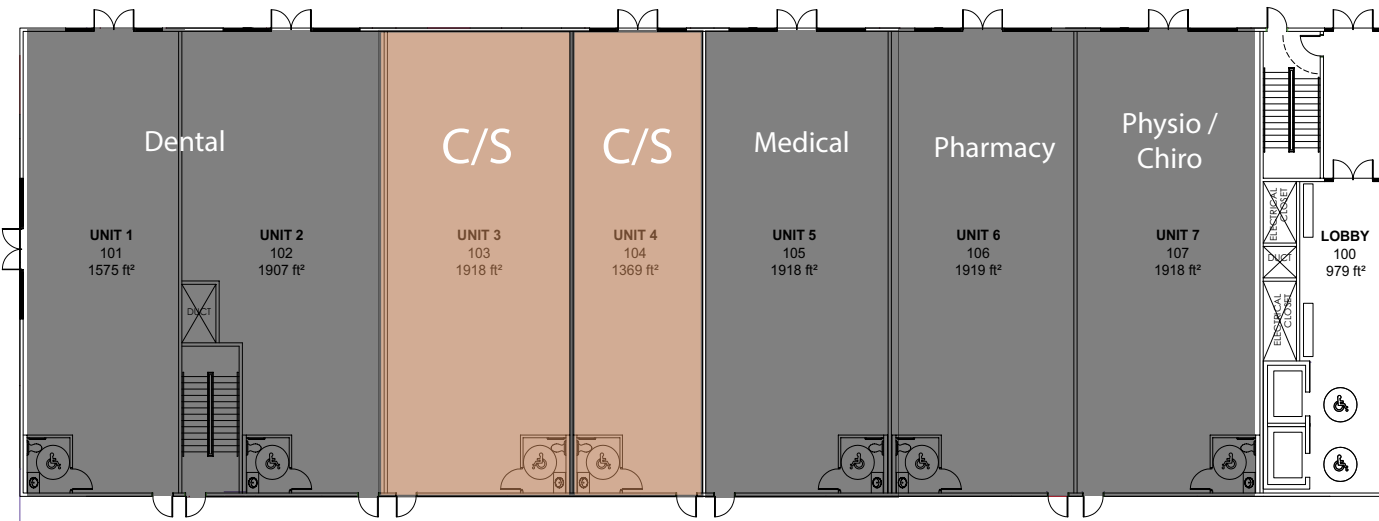 Dental
C/S
C/S
Medical
Pharmacy
Physio /
Chiro
UNIT 1
101
1575 ft²
UNIT 2
102
1907 ft²
UNIT 3
103
1918 ft²
UNIT 4
104
1369 ft²
UNIT 5
105
1918 ft²
UNIT 6
106
1919 ft²
UNIT 7
107
1918 ft²
LOBBY
100
979 ft²
DUCT
ELECTRICAL
CLOSET
DUCT
ELECTRICAL
CLOSET